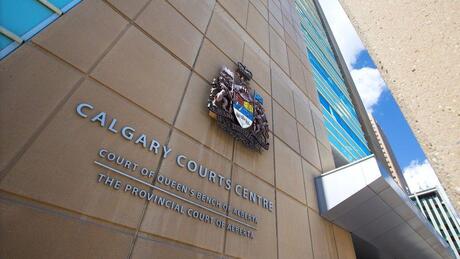 CALGARY COURTS CENTRE
COURT OF QUEEN'S BENCH OF ALBERTA
THE PROVINCIAL COURT OF ALBERTA